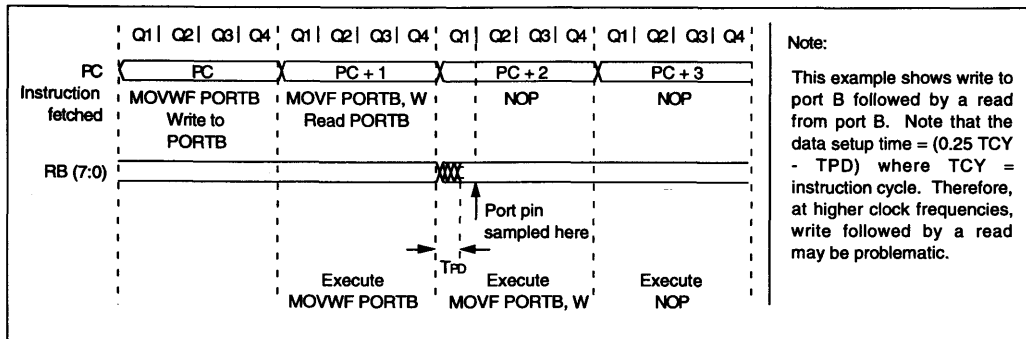 Q1| Q2| Q3| Q4 Q1| Q2| Q3| Q4 Q1| Q2| Q3| Q4 Q1| Q2| Q3| Q4
PC PC PC + 1 PC + 2 PC + 3
Instruction
fetched
MOVWF PORTB
Write to
PORTB
MOVF PORTB, W
Read PORTB
NOP
NOP
RB (7:0)
Port pin
sampled here
TPD
Execute
MOVWF PORTB
Execute
MOVF PORTB, W
Execute
NOP
Note:
This example shows write to
port B followed by a read
from port B. Note that the
data setup time = (0.25 TCY
- TPD) where TCY =
instruction cycle. Therefore,
at higher clock frequencies,
write followed by a read
may be problematic.